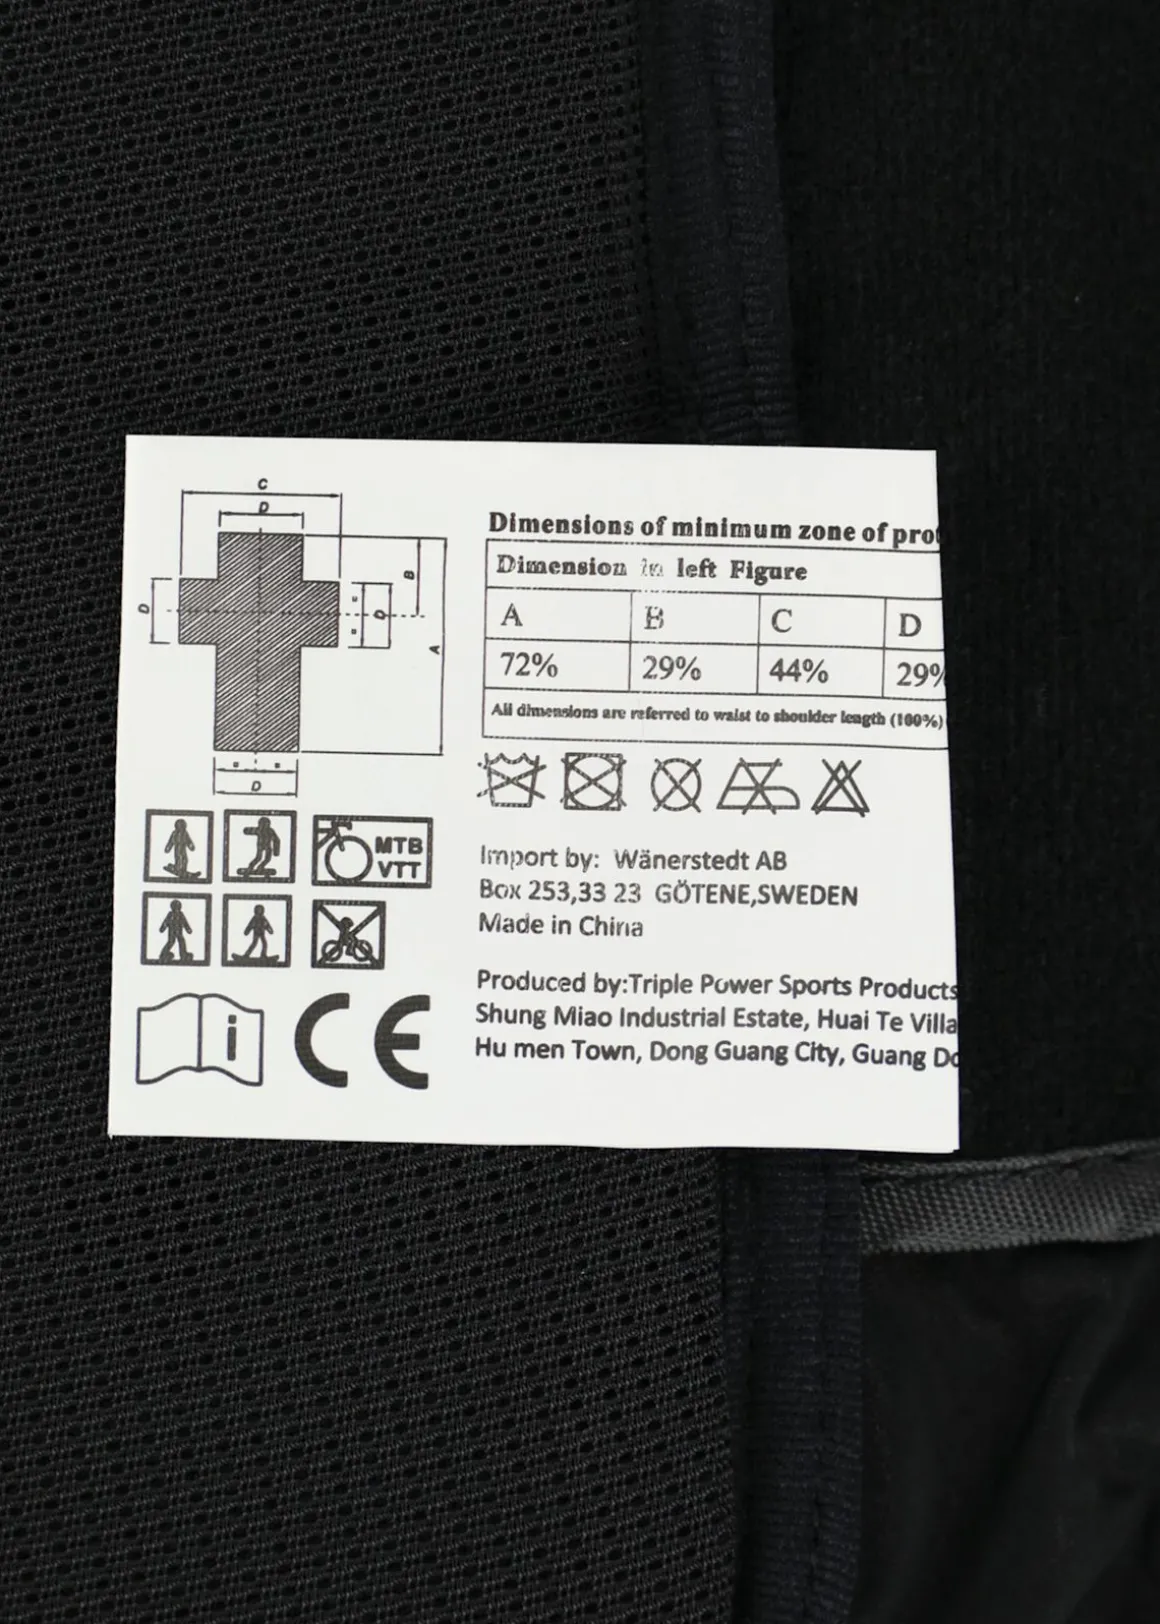 C
D
B
D
D
A
D
MTB
VTT
i
CE
Dimensions of minimum zone of pro
Dimension in left Figure
A B C D
72% 29% 44% 29%
All dimensions are referred to waist to shoulder length (100%)
Import by: Wänerstedt AB
Box 253,33 23 GÖTENE,SWEDEN
Made in China
Produced by:Triple Power Sports Products
Shung Miao Industrial Estate, Huai Te Villa
Hu men Town, Dong Guang City, Guang Do